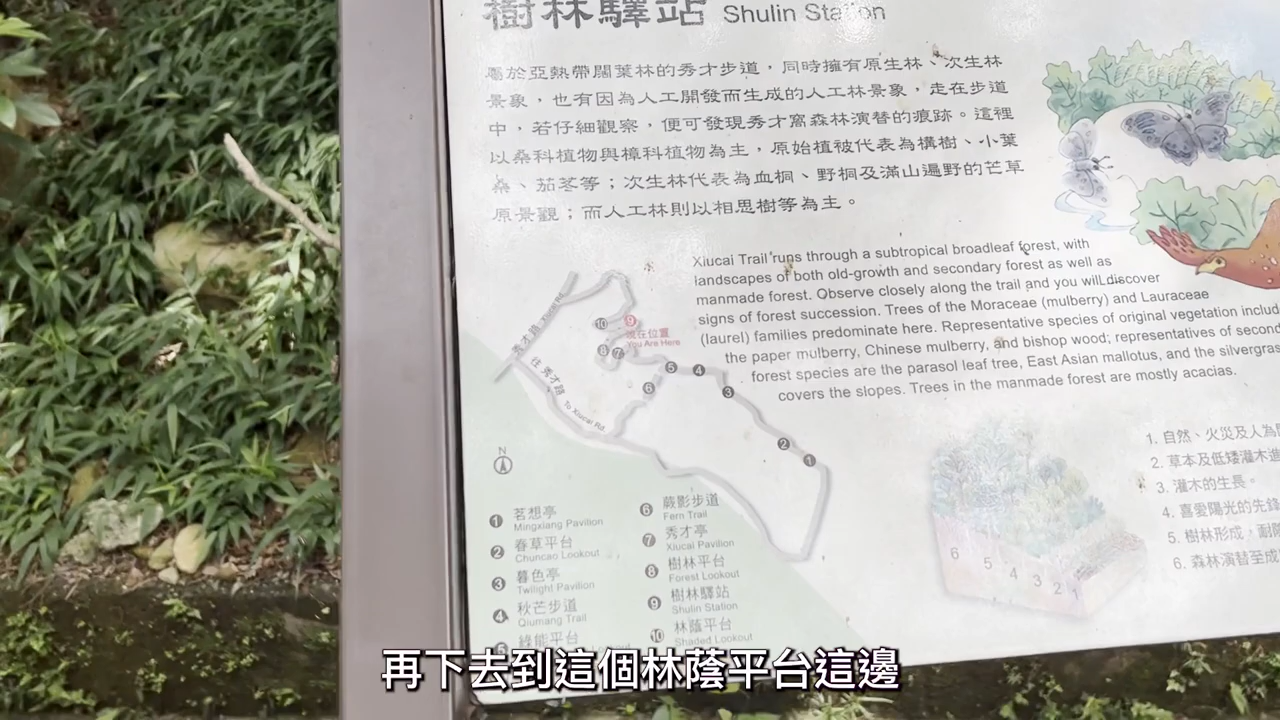 樹林驛站 Shulin Station
屬於亞熱帶闊葉林的秀才步道，同時擁有原生林、次生林
景象，也有因為人工開發而生成的人工林景象，走在步道
中，若仔細觀察，便可發現秀才窩森林演替的痕跡。這裡
以桑科植物與樟科植物為主，原始植被代表為構樹、小葉
桑、茄苳等；次生林代表為血桐、野桐及滿山遍野的芒草
原景觀；而人工林則以相思樹等為主。
Xiucai Trail runs through a subtropical broadleaf forest, with
landscapes of both old-growth and secondary forest as well as
manmade forest. Observe closely along the trail and you will discover
signs of forest succession. Trees of the Moraceae (mulberry) and Lauraceae
(laurel) families predominate here. Representative species of original vegetation includ
the paper mulberry, Chinese mulberry, and bishop wood; representatives of second
forest species are the parasol leaf tree, East Asian mallotus, and the silvergras
covers the slopes. Trees in the manmade forest are mostly acacias.
秀才路 Xiucai Rd.
往 秀才路 To Xiucai Rd.
現在位置
You Are Here
10
9
8
7
6
5
4
3
2
1
N
1 茗想亭
Mingxiang Pavilion
2 春草平台
Chuncao Lookout
3 暮色亭
Twilight Pavilion
4 秋芒步道
Qiumang Trail
5 綠能平台
6 蕨影步道
Fern Trail
7 秀才亭
Xiucai Pavilion
8 樹林平台
Forest Lookout
9 樹林驛站
Shulin Station
10 林蔭平台
Shaded Lookout
1. 自然、火災及人為
2. 草本及低矮灌木進
3. 灌木的生長。
4. 喜愛陽光的先鋒
5. 樹林形成，耐
6. 森林演替至成
6 5 4 3 2 1
再下去到這個林蔭平台這邊